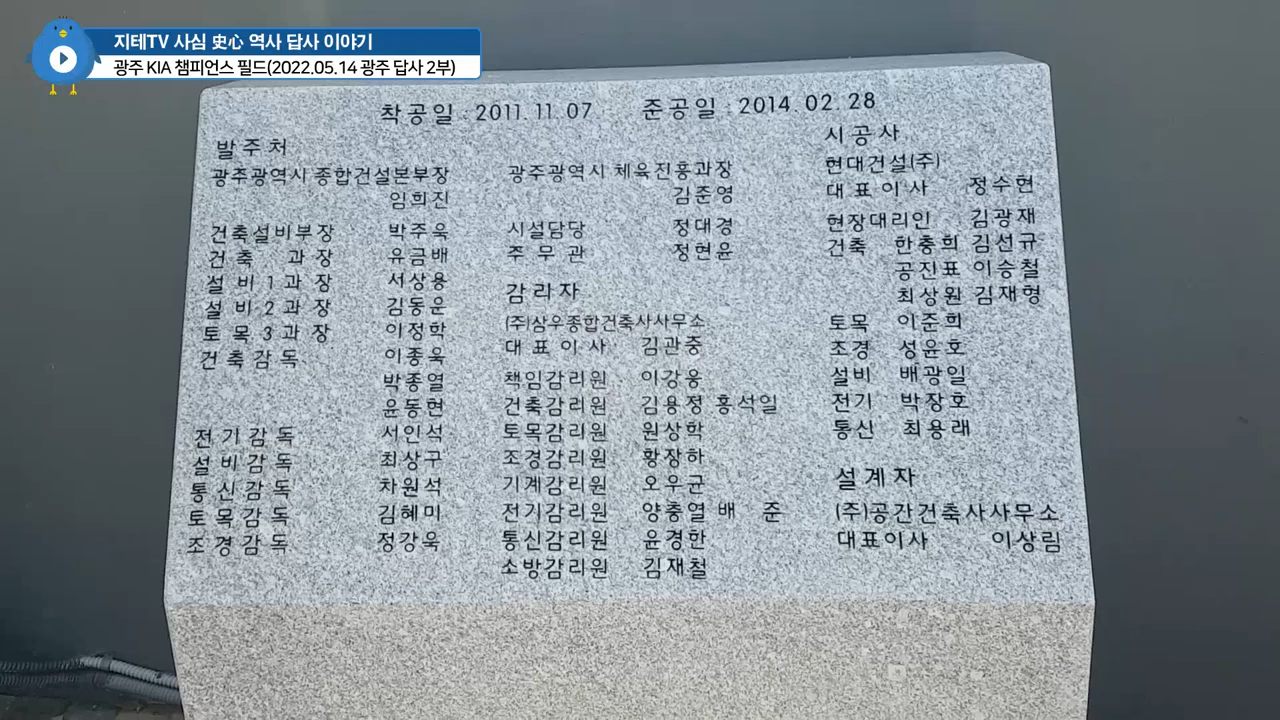 지테TV 사심 史心 역사 답사 이야기
광주 KIA 챔피언스 필드(2022.05.14 광주 답사 2부)
착공일 : 2011. 11. 07 준공일 : 2014. 02. 28
발주처
광주광역시 종합건설본부장
임희진
건축설비부장 박주욱
건축 과장 유금배
설비1과장 서상용
설비2과장 김동운
토목3과장 이정학
건축감독 이종욱
박종열
윤동현
전기감독 서인석
설비감독 최상구
통신감독 차원석
토목감독 김혜미
조경감독 정강욱
광주광역시 체육진흥과장
김준영
시설담당 정대경
주무관 정현윤
감리자
(주)삼우종합건축사사무소
대표이사 김관중
책임감리원 이강웅
건축감리원 김용정 홍석일
토목감리원 원상학
조경감리원 황장하
기계감리원 오우균
전기감리원 양충열 배 준
통신감리원 윤경한
소방감리원 김재철
시공사
현대건설(주)
대표이사 정수현
현장대리인 김광재
건축 한충희 김선규
공진표 이승철
최상원 김재형
토목 이준희
조경 성윤호
설비 배광일
전기 박장호
통신 최용래
설계자
(주)공간건축사사무소
대표이사 이상림